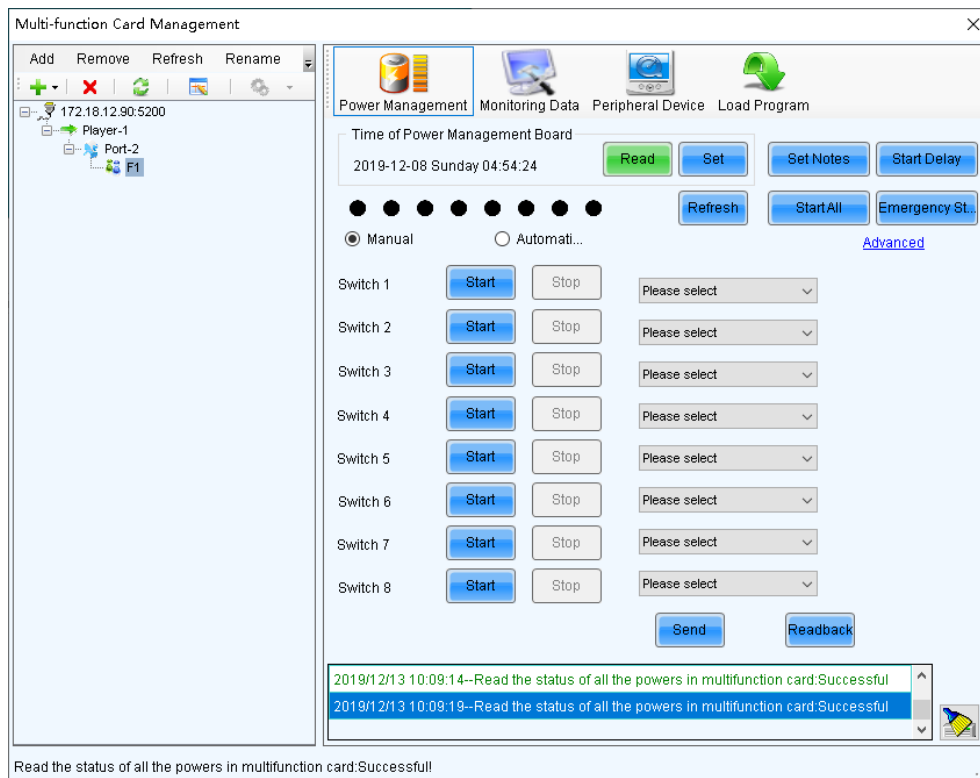 Multi-function Card Management
Add Remove Refresh Rename
172.18.12.90:5200
Player-1
Port-2
F1
Power Management Monitoring Data Peripheral Device Load Program
Time of Power Management Board
2019-12-08 Sunday 04:54:24 Read Set Set Notes Start Delay
Refresh Start All Emergency St...
Manual Automati... Advanced
Switch 1 Start Stop Please select
Switch 2 Start Stop Please select
Switch 3 Start Stop Please select
Switch 4 Start Stop Please select
Switch 5 Start Stop Please select
Switch 6 Start Stop Please select
Switch 7 Start Stop Please select
Switch 8 Start Stop Please select
Send Readback
2019/12/13 10:09:14--Read the status of all the powers in multifunction card:Successful
2019/12/13 10:09:19--Read the status of all the powers in multifunction card:Successful
Read the status of all the powers in multifunction card:Successful!